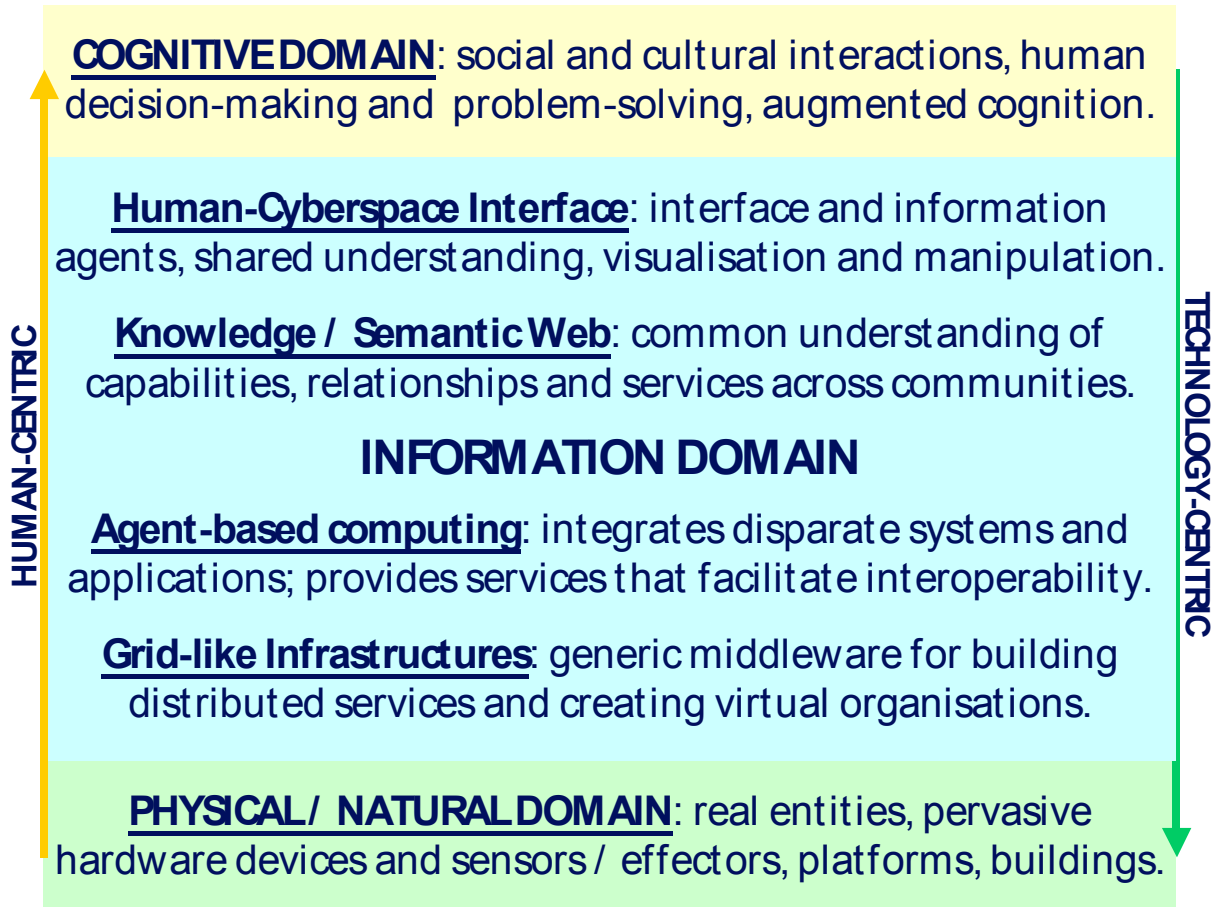 COGNITIVE DOMAIN: social and cultural interactions, human
decision-making and problem-solving, augmented cognition.
Human-Cyberspace Interface: interface and information
agents, shared understanding, visualisation and manipulation.
Knowledge / Semantic Web: common understanding of
capabilities, relationships and services across communities.
INFORMATION DOMAIN
Agent-based computing: integrates disparate systems and
applications; provides services that facilitate interoperability.
Grid-like Infrastructures: generic middleware for building
distributed services and creating virtual organisations.
PHYSICAL / NATURAL DOMAIN: real entities, pervasive
hardware devices and sensors / effectors, platforms, buildings.
HUMAN-CENTRIC
TECHNOLOGY-CENTRIC